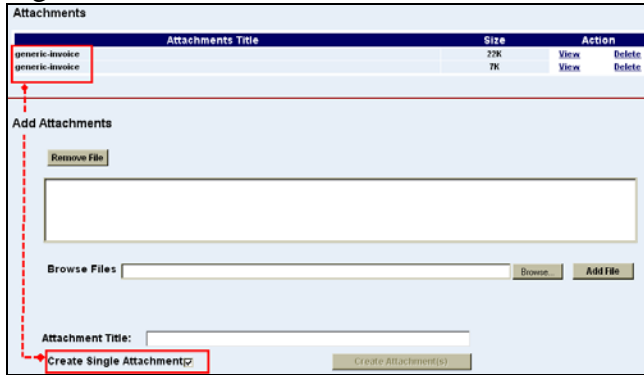 Attachments
Attachments Title Size Action
generic-invoice 22K View Delete
generic-invoice 7K View Delete
Add Attachments
Remove File
Browse Files Browse... Add File
Attachment Title:
Create Single Attachment Create Attachment(s)